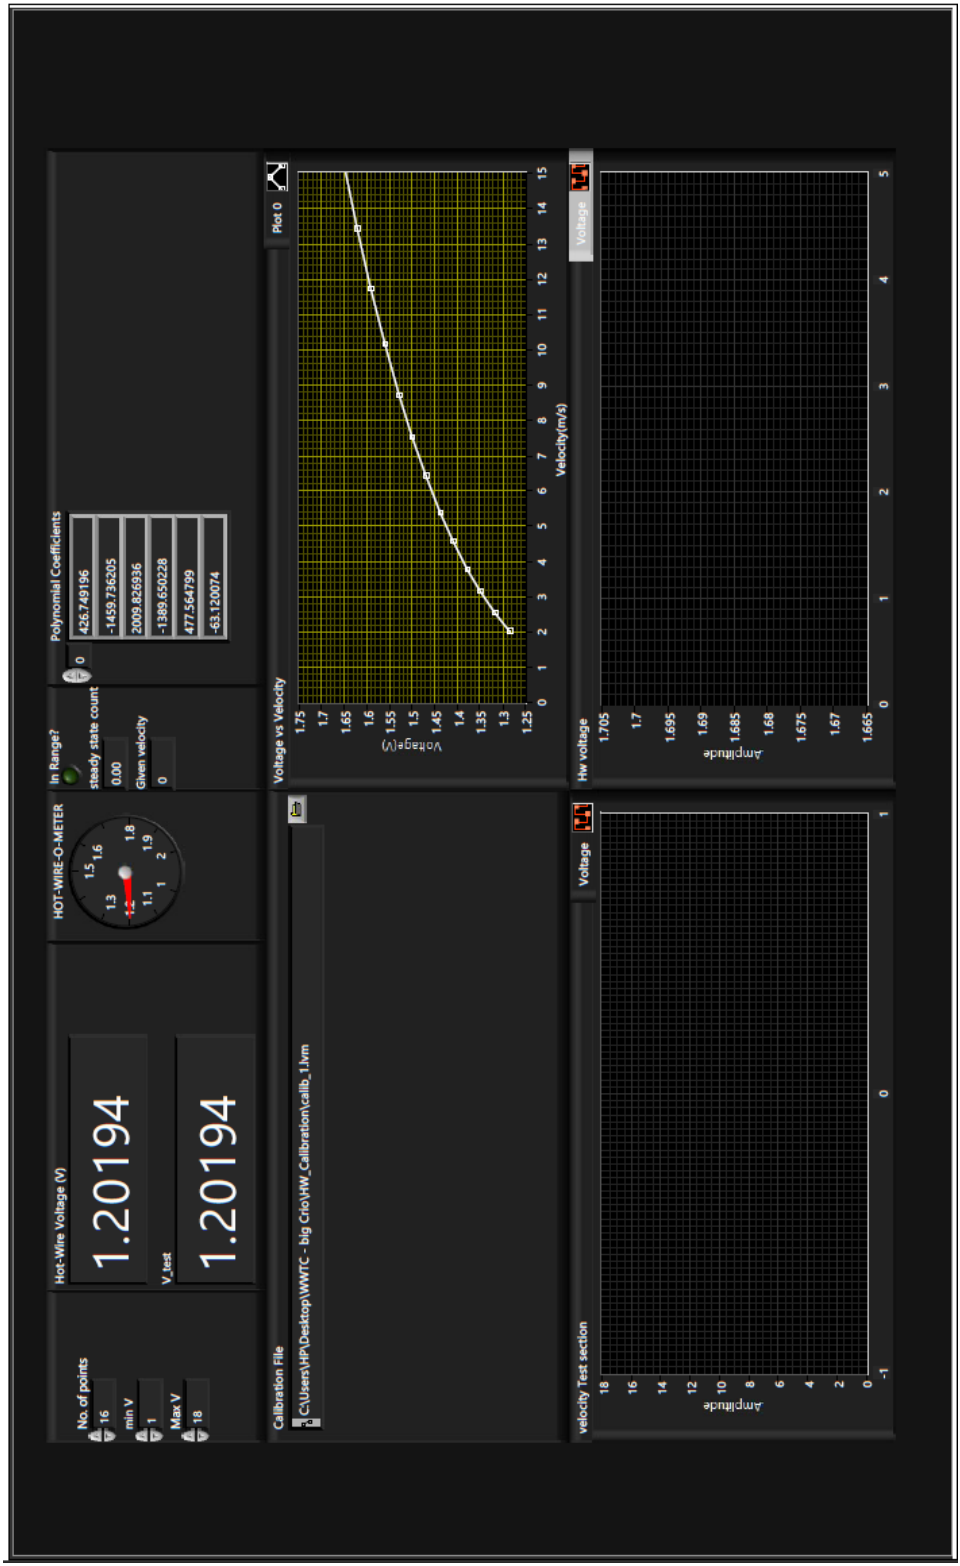 No. of points
16
min V
1
Max V
18
Hot-Wire Voltage (V)
1.20194
V_test
1.20194
HOT-WIRE-O-METER
1
1.1
1.2
1.3
1.5
1.6
1.8
1.9
2
In Range?
steady state count
0.00
Given velocity
0
Polynomial Coefficients
0
426.749196
-1459.736205
2009.826936
-1389.650228
477.564799
-63.120074
Calibration File
C:\Users\HP\Desktop\WWTC - big Crio\HW_Calibration\calib_1.lvm
Voltage vs Velocity
Plot 0
Voltage(V)
1.75
1.7
1.65
1.6
1.55
1.5
1.45
1.4
1.35
1.3
1.25
0 1 2 3 4 5 6 7 8 9 10 11 12 13 14 15
Velocity(m/s)
velocity Test section
Voltage
Amplitude
18
16
14
12
10
8
6
4
2
0
-1 0 1
Hw voltage
Voltage
Amplitude
1.705
1.7
1.695
1.69
1.685
1.68
1.675
1.67
1.665
0 1 2 3 4 5